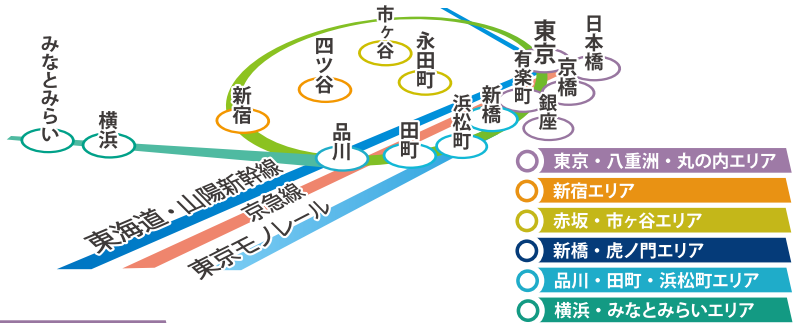 市ヶ谷
永田町
四ツ谷
新宿
みなとみらい
横浜
品川
田町
浜松町
新橋
有楽町
東京
日本橋
京橋
銀座
東海道・山陽新幹線
京急線
東京モノレール
東京・八重洲・丸の内エリア
新宿エリア
赤坂・市ヶ谷エリア
新橋・虎ノ門エリア
品川・田町・浜松町エリア
横浜・みなとみらいエリア